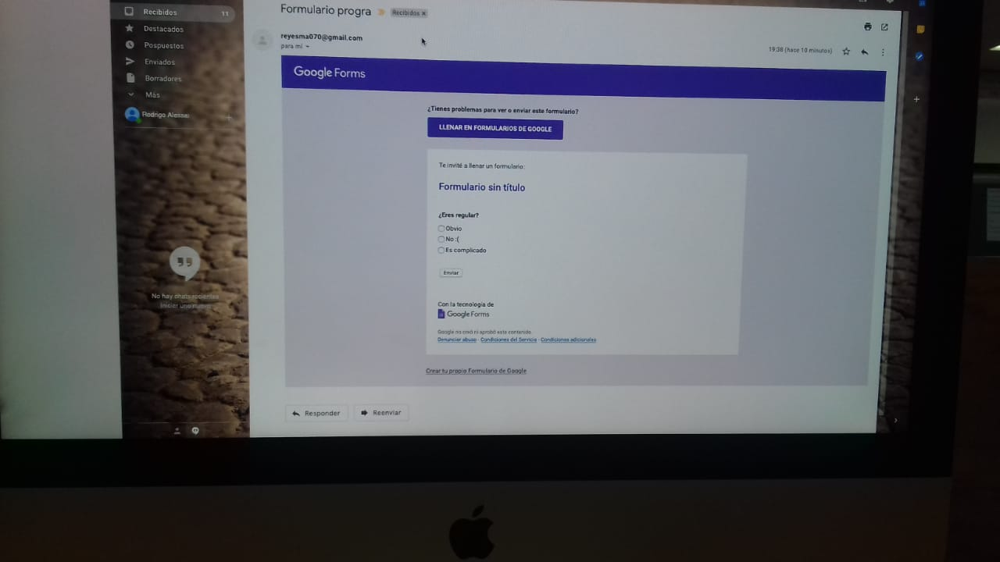 Recibidos 11
Destacados
Pospuestos
Enviados
Borradores
Más
Rodrigo Alessei
No hay chats recientes
Iniciar uno nuevo
Formulario progra Recibidos x
reyesma070@gmail.com
para mí
19:38 (hace 10 minutos)
Google Forms
¿Tienes problemas para ver o enviar este formulario?
LLENAR EN FORMULARIOS DE GOOGLE
Te invité a llenar un formulario:
Formulario sin título
¿Eres regular?
Obvio
No :(
Es complicado
Enviar
Con la tecnología de
Google Forms
Google no creó ni aprobó este contenido.
Denunciar abuso - Condiciones del Servicio - Condiciones adicionales
Crear tu propio Formulario de Google
Responder Reenviar